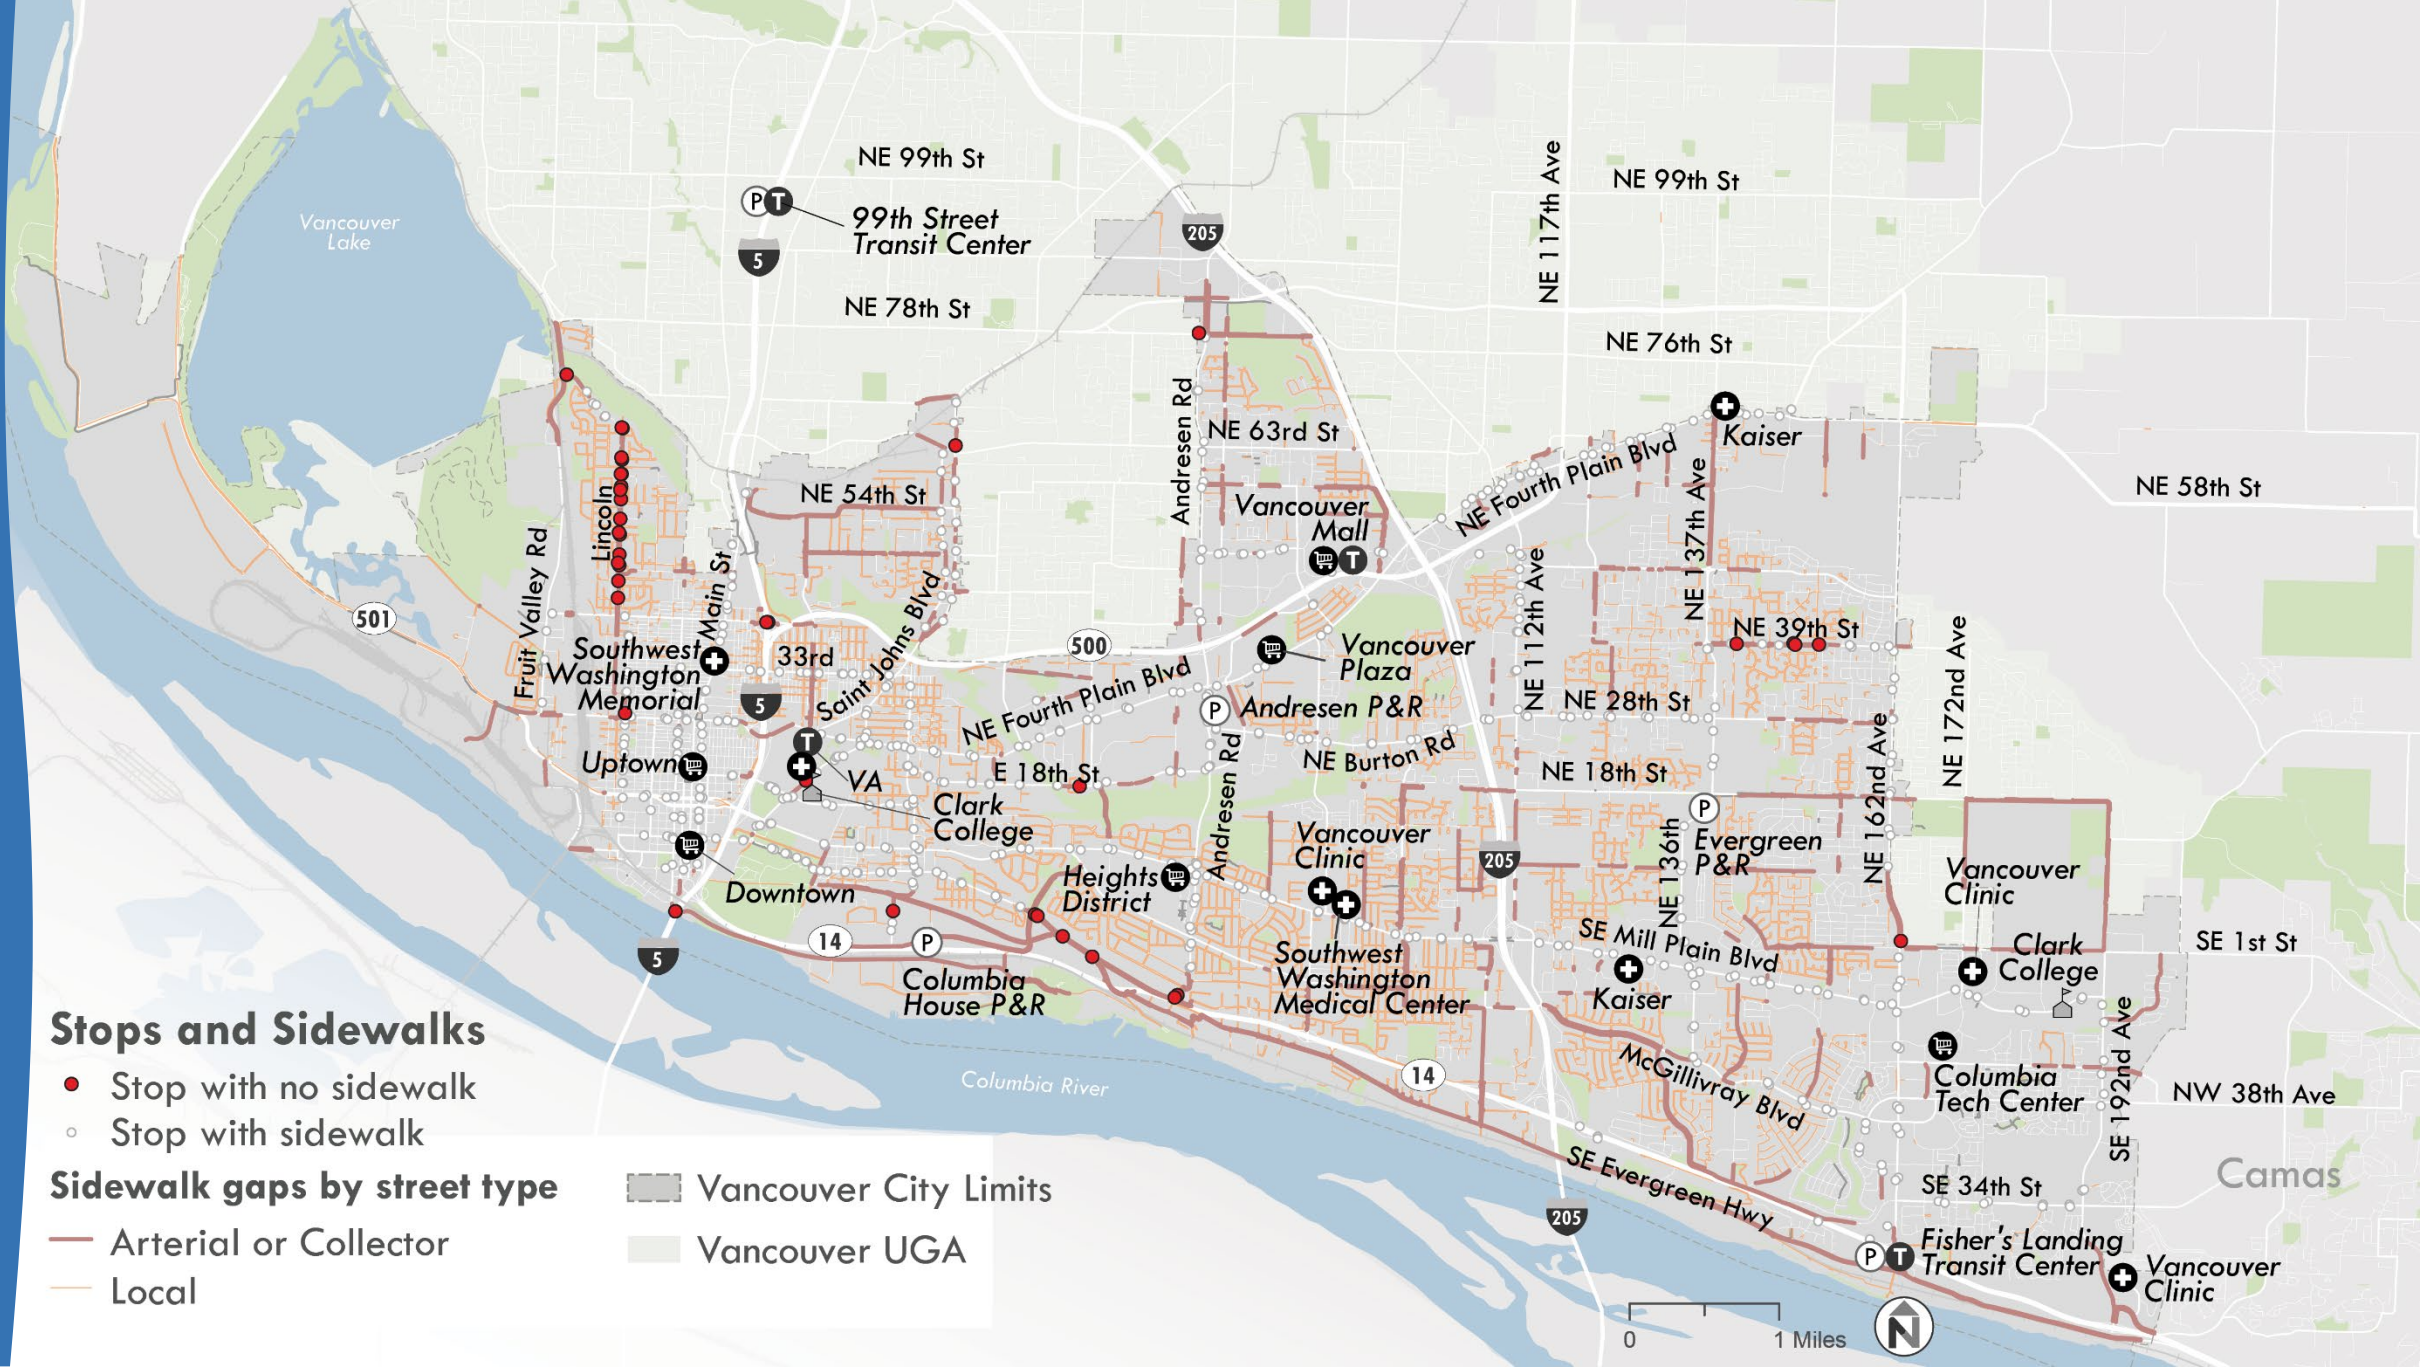 NE 99th St
NE 99th St
NE 117th Ave
P
T
99th Street
Transit Center
Vancouver
Lake
205
5
NE 78th St
NE 76th St
Andresen Rd
NE 63rd St
Kaiser
NE Fourth Plain Blvd
NE 58th St
NE 54th St
Lincoln
Vancouver
Mall
T
NE 137th Ave
Fruit Valley Rd
Main St
NE 112th Ave
501
Saint Johns Blvd
NE 39th St
NE 172nd Ave
500
Southwest
Washington
Memorial
33rd
Vancouver
Plaza
NE Fourth Plain Blvd
5
P
Andresen P&R
NE 28th St
NE 162nd Ave
T
NE Burton Rd
Andresen Rd
Uptown
VA
E 18th St
NE 18th St
Clark
College
P
Evergreen
P&R
NE 136th
Vancouver
Clinic
205
Vancouver
Clinic
Heights
District
Downtown
14
P
SE Mill Plain Blvd
SE 1st St
Clark
College
5
Columbia
House P&R
Southwest
Washington
Medical Center
Kaiser
SE 192nd Ave
McGillivray Blvd
Columbia
Tech Center
14
Columbia River
NW 38th Ave
SE Evergreen Hwy
SE 34th St
Camas
205
P
T
Fisher's Landing
Transit Center
Vancouver
Clinic
Stops and Sidewalks
Stop with no sidewalk
Stop with sidewalk
Sidewalk gaps by street type
Arterial or Collector
Local
Vancouver City Limits
Vancouver UGA
0
1 Miles
N